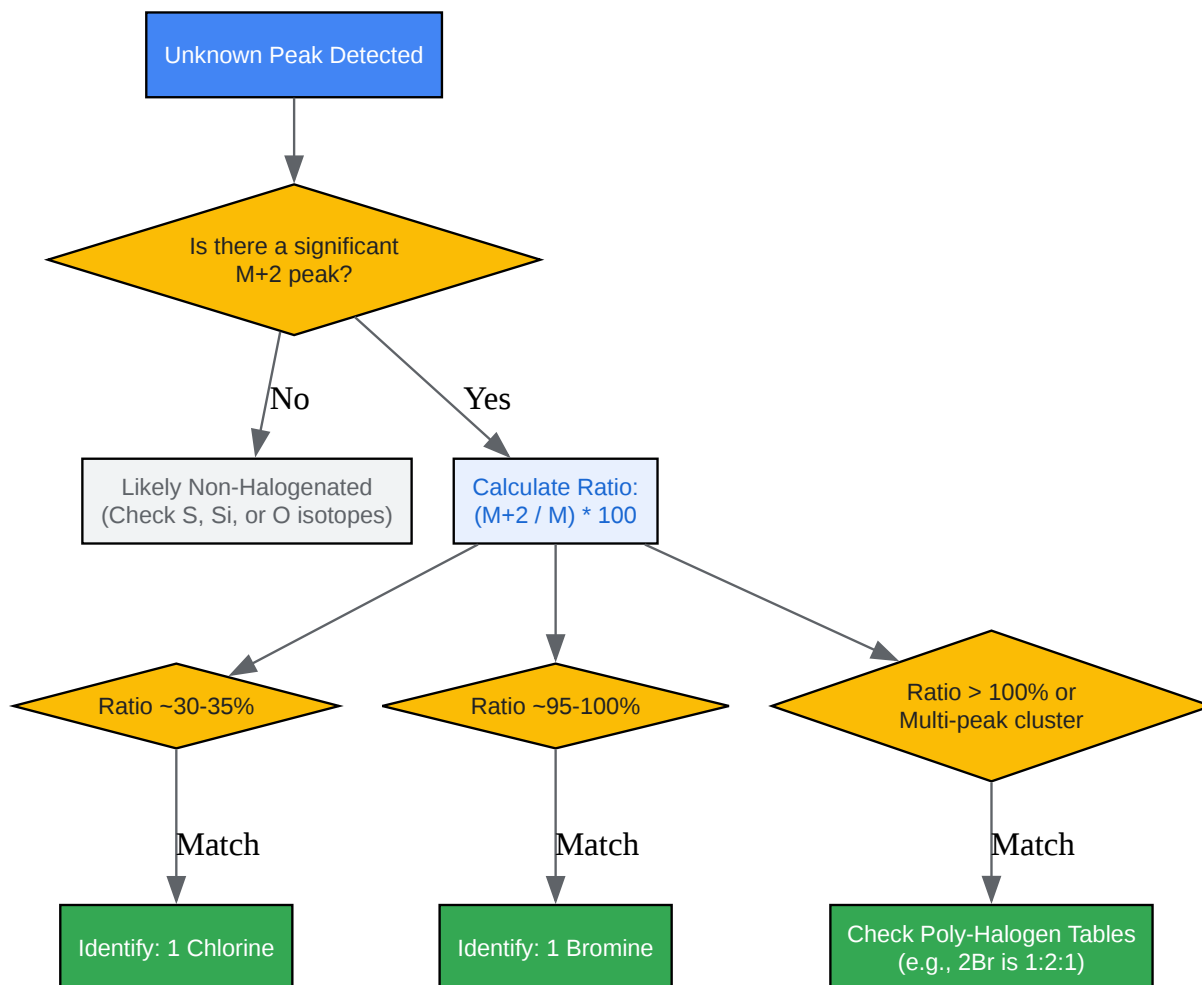 Unknown Peak Detected
Is there a significant
M+2 peak?
No
Yes
Likely Non-Halogenated
(Check S, Si, or O isotopes)
Calculate Ratio:
(M+2 / M) * 100
Ratio ~30-35%
Ratio ~95-100%
Ratio > 100% or
Multi-peak cluster
Match
Match
Match
Identify: 1 Chlorine
Identify: 1 Bromine
Check Poly-Halogen Tables
(e.g., 2Br is 1:2:1)